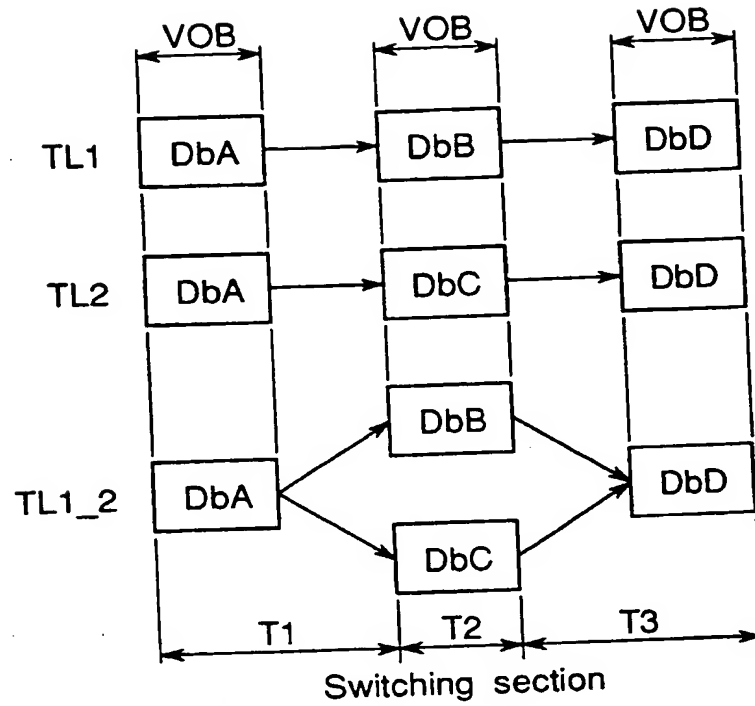 VOB VOB VOB
TL1 DbA DbB DbD
TL2 DbA DbC DbD
DbB
TL1_2 DbA DbD
DbC
T1 T2 T3
Switching section